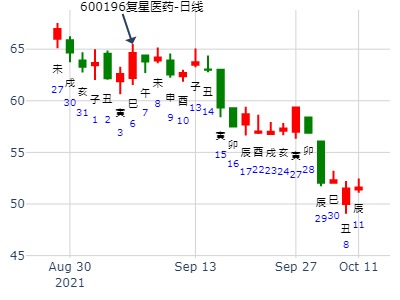 600196复星医药-日线
65
60
55
50
45
未 戌 亥 子 丑 寅 巳 午 未 申 酉 子 丑 寅 卯 辰 酉 戌 亥 寅 卯 辰 巳 丑 辰
27 30 31 1 2 3 6 7 8 9 10 13 14 15 16 17 22 23 24 27 28 29 30 8 11
Aug 30 Sep 13 Sep 27 Oct 11
2021